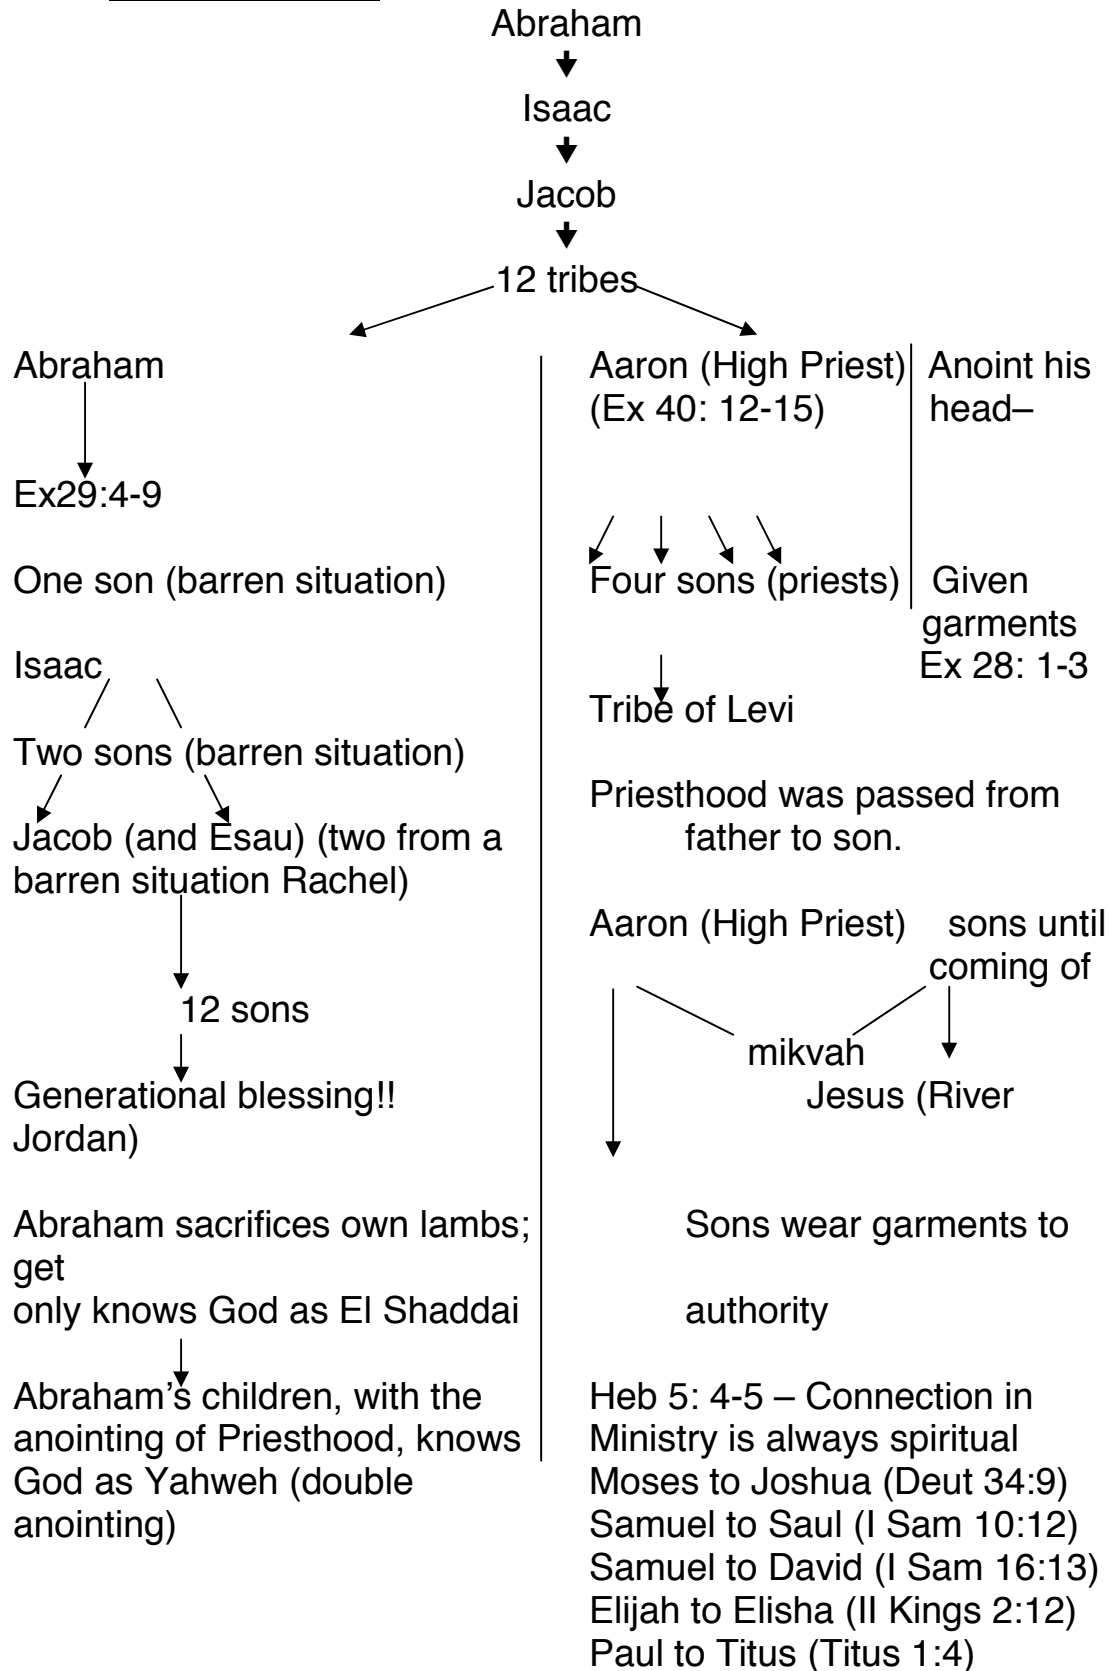 Abraham
Isaac
Jacob
12 tribes
Abraham
Ex29:4-9
One son (barren situation)
Isaac
Two sons (barren situation)
Jacob (and Esau) (two from a
barren situation Rachel)
12 sons
Generational blessing!!
Jordan)
Abraham sacrifices own lambs;
get
only knows God as El Shaddai
Abraham’s children, with the
anointing of Priesthood, knows
God as Yahweh (double
anointing)
Aaron (High Priest)
(Ex 40: 12-15)
Anoint his
head–
Four sons (priests)
Given
garments
Ex 28: 1-3
Tribe of Levi
Priesthood was passed from
father to son.
Aaron (High Priest) sons until
coming of
mikvah
Jesus (River
Sons wear garments to
authority
Heb 5: 4-5 – Connection in
Ministry is always spiritual
Moses to Joshua (Deut 34:9)
Samuel to Saul (I Sam 10:12)
Samuel to David (I Sam 16:13)
Elijah to Elisha (II Kings 2:12)
Paul to Titus (Titus 1:4)